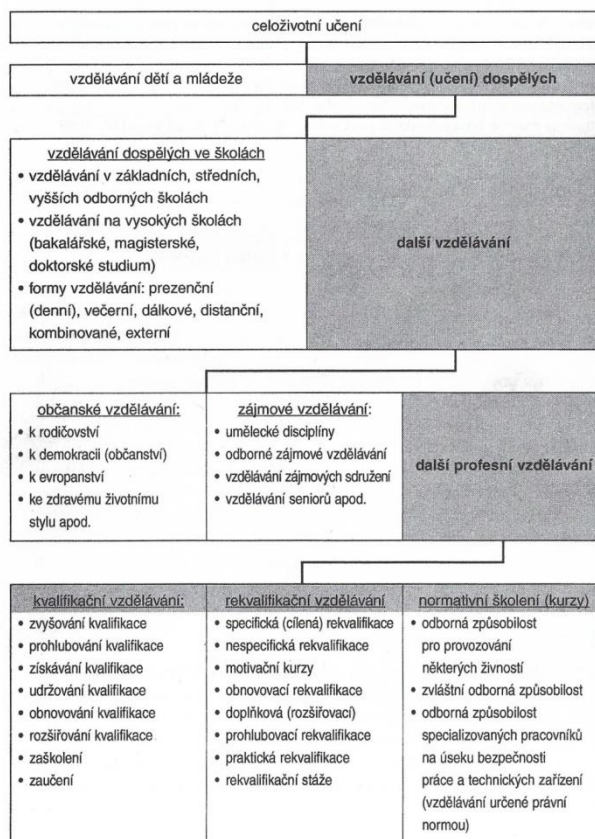 celoživotní učení
vzdělávání dětí a mládeže
vzdělávání (učení) dospělých
vzdělávání dospělých ve školách
• vzdělávání v základních, středních,
vyšších odborných školách
• vzdělávání na vysokých školách
(bakalářské, magisterské,
doktorské studium)
• formy vzdělávání: prezenční
(denní), večerní, dálkové, distanční,
kombinované, externí
další vzdělávání
občanské vzdělávání:
• k rodičovství
• k demokracii (občanství)
• k evropanství
• ke zdravému životnímu
stylu apod.
zájmové vzdělávání:
• umělecké disciplíny
• odborné zájmové vzdělávání
• vzdělávání zájmových sdružení
• vzdělávání seniorů apod.
další profesní vzdělávání
kvalifikační vzdělávání:
• zvyšování kvalifikace
• prohlubování kvalifikace
• získávání kvalifikace
• udržování kvalifikace
• obnovování kvalifikace
• rozšiřování kvalifikace
• zaškolení
• zaučení
rekvalifikační vzdělávání
• specifická (cílená) rekvalifikace
• nespecifická rekvalifikace
• motivační kurzy
• obnovovací rekvalifikace
• doplňková (rozšiřovací)
• prohlubovací rekvalifikace
• praktická rekvalifikace
• rekvalifikační stáže
normativní školení (kurzy)
• odborná způsobilost
pro provozování
některých živností
• zvláštní odborná způsobilost
• odborná způsobilost
specializovaných pracovníků
na úseku bezpečnosti
práce a technických zařízení
(vzdělávání určené právní
normou)